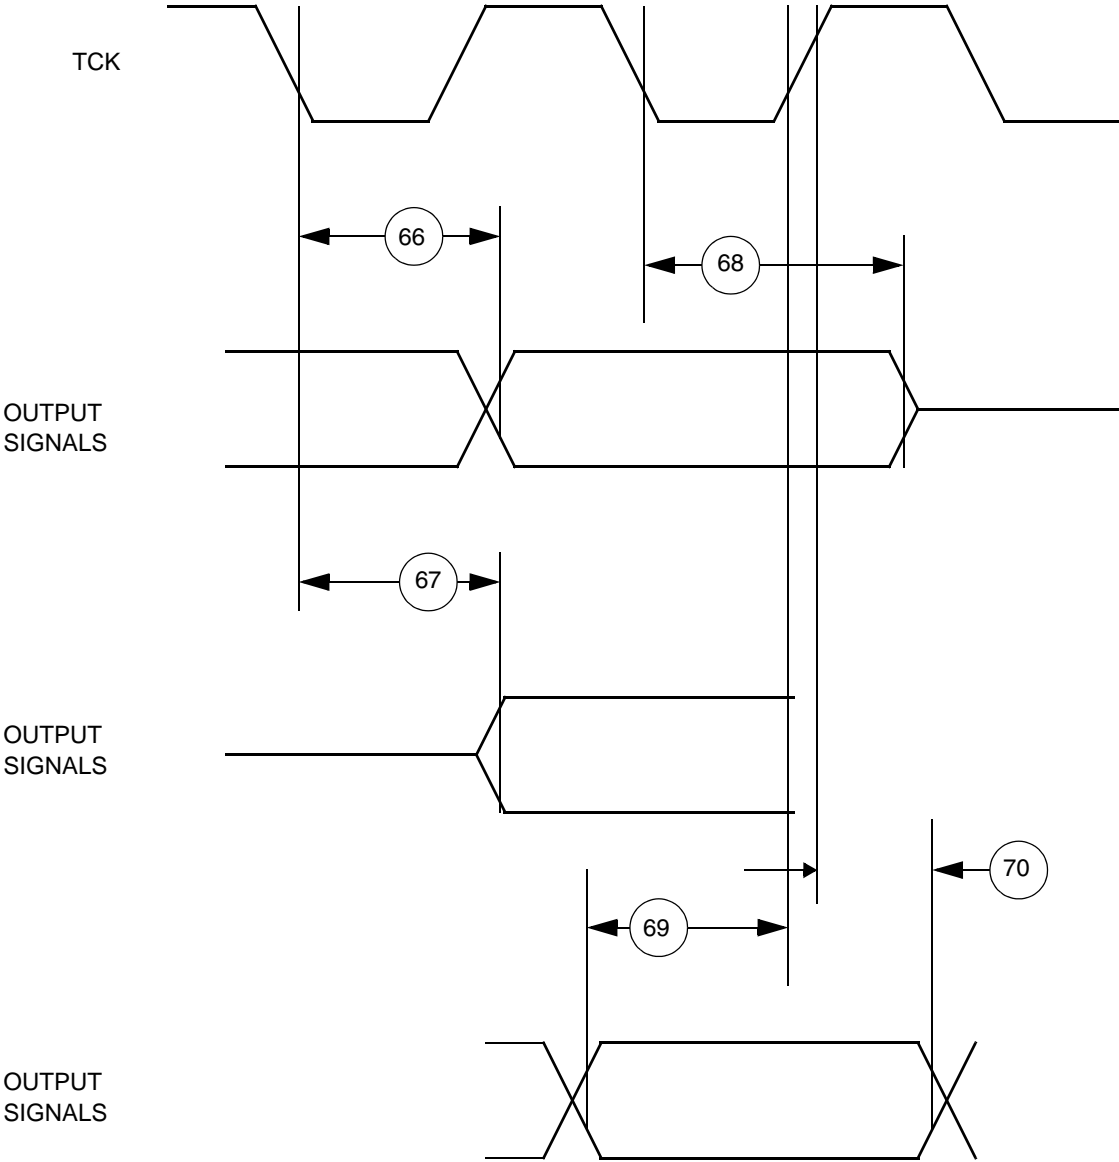 TCK
66
68
OUTPUT
SIGNALS
67
OUTPUT
SIGNALS
70
69
OUTPUT
SIGNALS